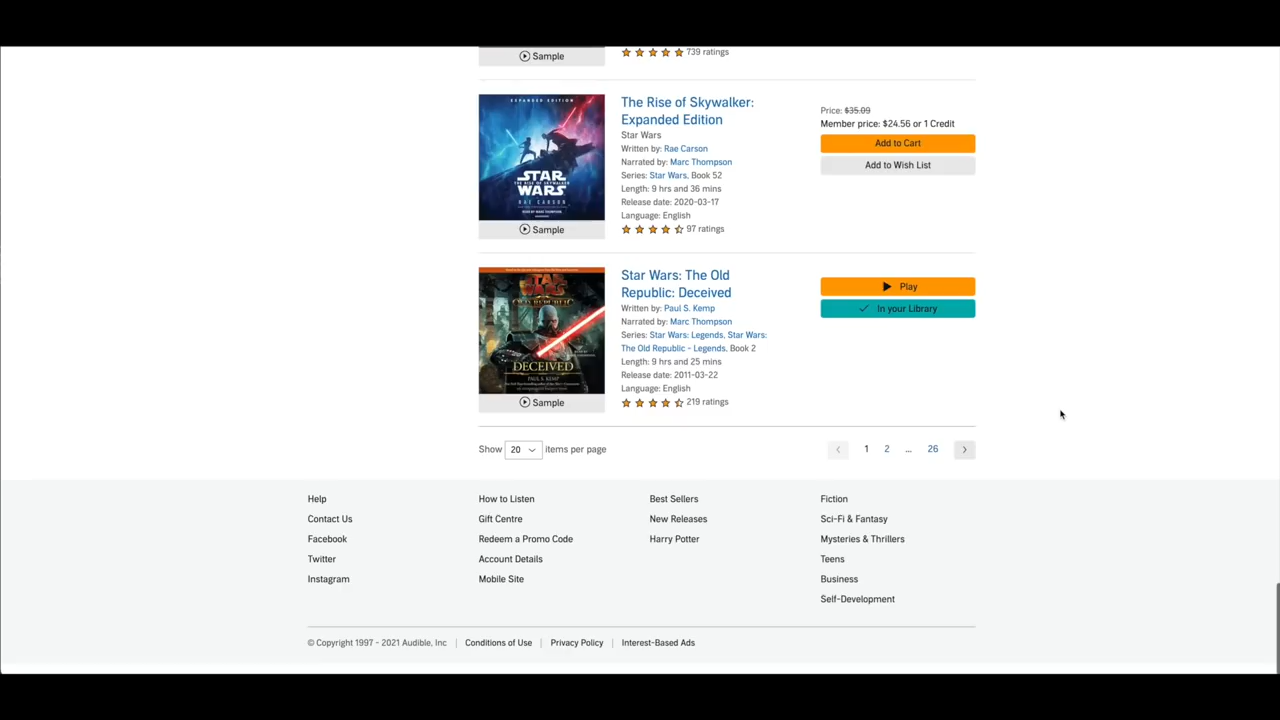 Sample
739 ratings
EXPANDED EDITION
STAR
THE RISE OF SKYWALKER
WARS
RAE CARSON
READ BY MARC THOMPSON
Sample
The Rise of Skywalker:
Expanded Edition
Star Wars
Written by: Rae Carson
Narrated by: Marc Thompson
Series: Star Wars, Book 52
Length: 9 hrs and 36 mins
Release date: 2020-03-17
Language: English
97 ratings
Price: $35.09
Member price: $24.56 or 1 Credit
Add to Cart
Add to Wish List
STAR
WARS
OLD REPUBLIC
DECEIVED
PAUL S. KEMP
Sample
Star Wars: The Old
Republic: Deceived
Written by: Paul S. Kemp
Narrated by: Marc Thompson
Series: Star Wars: Legends, Star Wars:
The Old Republic - Legends, Book 2
Length: 9 hrs and 25 mins
Release date: 2011-03-22
Language: English
219 ratings
Play
In your Library
Show 20 items per page
1 2 ... 26
Help
Contact Us
Facebook
Twitter
Instagram
How to Listen
Gift Centre
Redeem a Promo Code
Account Details
Mobile Site
Best Sellers
New Releases
Harry Potter
Fiction
Sci-Fi & Fantasy
Mysteries & Thrillers
Teens
Business
Self-Development
© Copyright 1997 - 2021 Audible, Inc | Conditions of Use | Privacy Policy | Interest-Based Ads